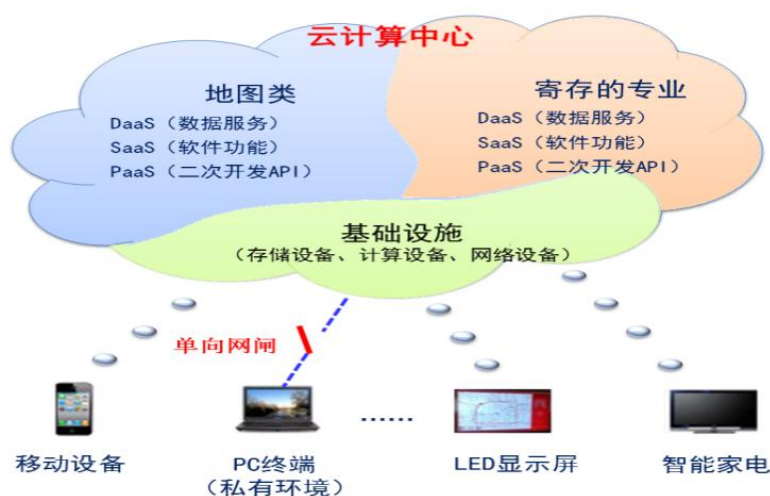 云计算中心
地图类
DaaS（数据服务）
SaaS（软件功能）
PaaS（二次开发API）
寄存的专业
DaaS（数据服务）
SaaS（软件功能）
PaaS（二次开发API）
基础设施
（存储设备、计算设备、网络设备）
单向网闸
……
移动设备
PC终端
（私有环境）
LED显示屏
智能家电